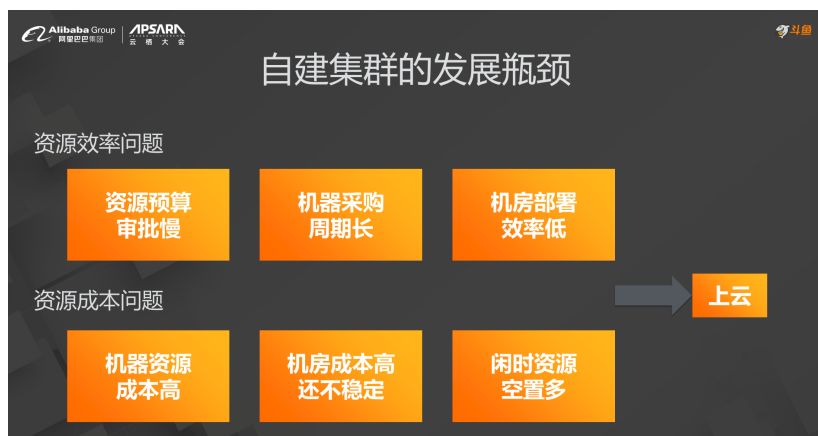 Alibaba Group
阿里巴巴集团
APSARA
云栖大会
斗鱼
自建集群的发展瓶颈
资源效率问题
资源预算
审批慢
机器采购
周期长
机房部署
效率低
上云
资源成本问题
机器资源
成本高
机房成本高
还不稳定
闲时资源
空置多